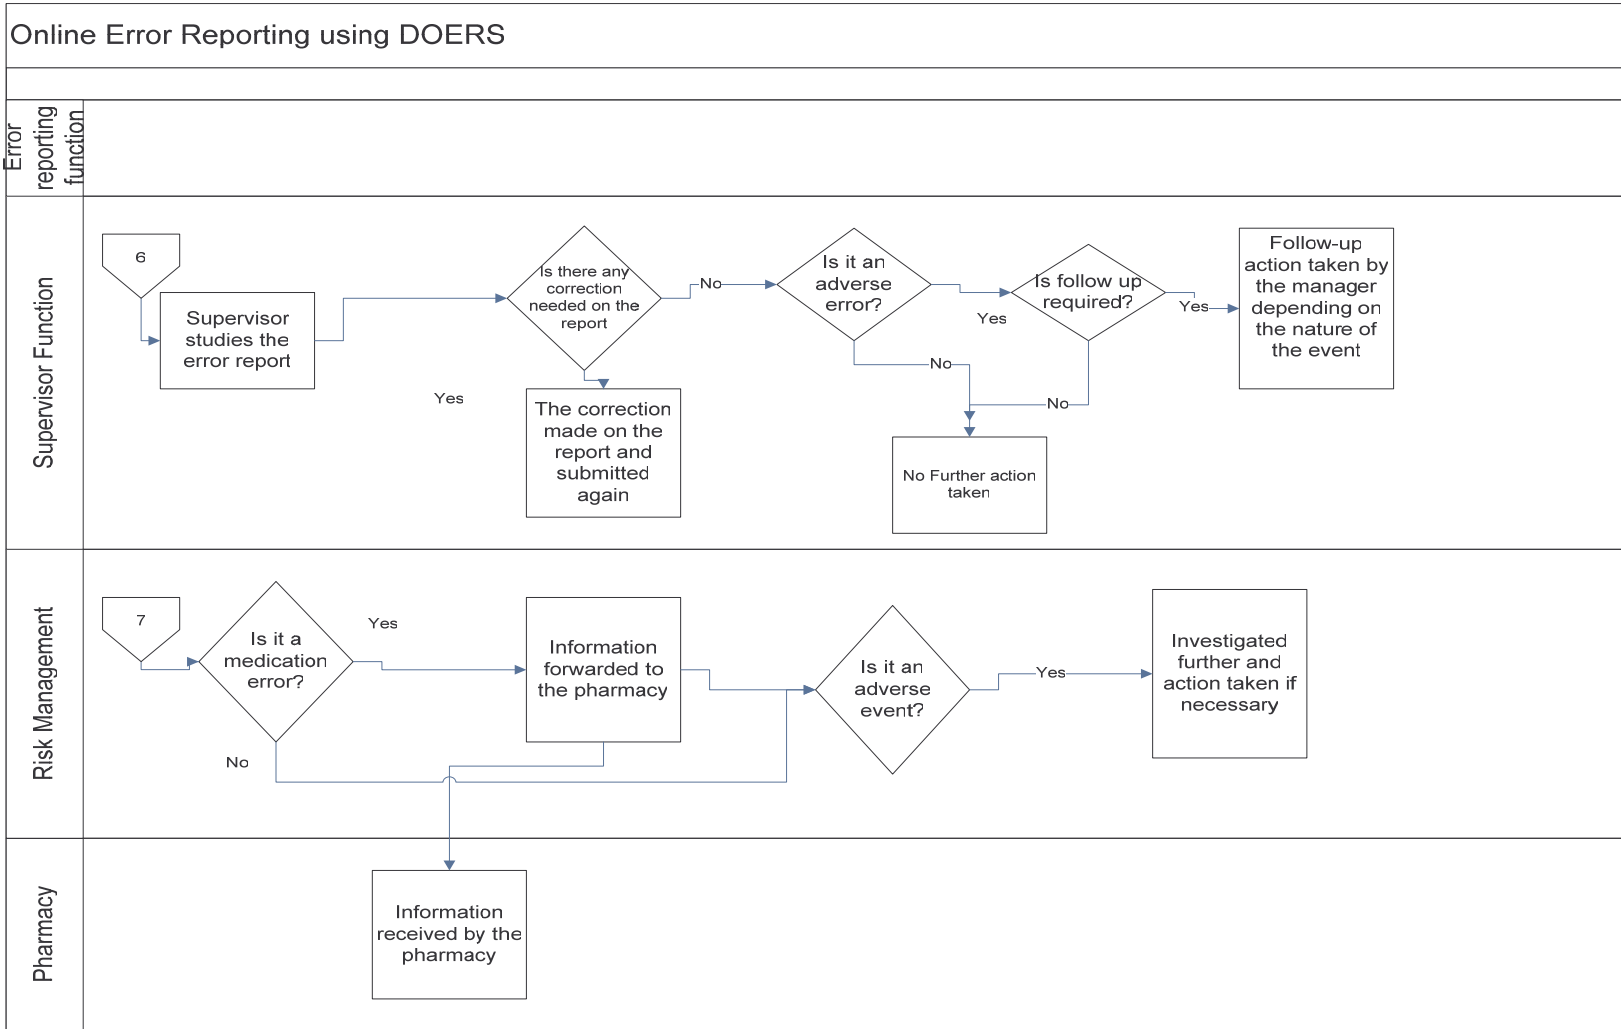 Online Error Reporting using DOERS
Error
reporting
function
Supervisor Function
6
Supervisor
studies the
error report
Is there any
correction
needed on the
report
No
Yes
The correction
made on the
report and
submitted
again
Is it an
adverse
error?
Yes
No
Is follow up
required?
Yes
No
No Further action
taken
Follow-up
action taken by
the manager
depending on
the nature of
the event
Risk Management
7
Is it a
medication
error?
Yes
No
Information
forwarded to
the pharmacy
Is it an
adverse
event?
Yes
Investigated
further and
action taken if
necessary
Pharmacy
Information
received by the
pharmacy